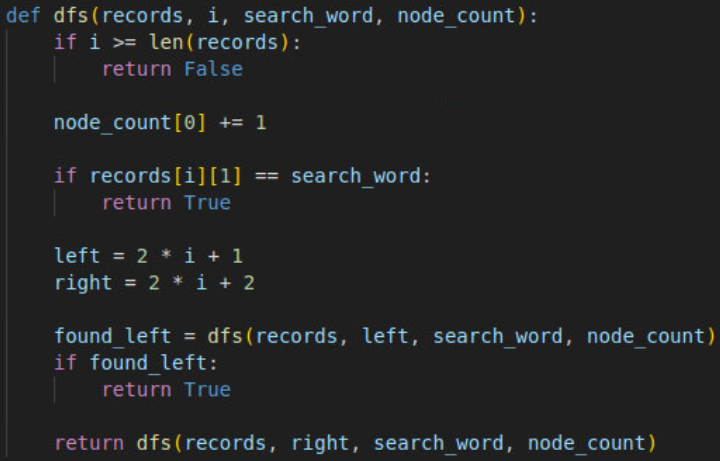 def dfs(records, i, search_word, node_count):
    if i >= len(records):
        return False
    node_count[0] += 1
    if records[i][1] == search_word:
        return True
    left = 2 * i + 1
    right = 2 * i + 2
    found_left = dfs(records, left, search_word, node_count)
    if found_left:
        return True
    return dfs(records, right, search_word, node_count)